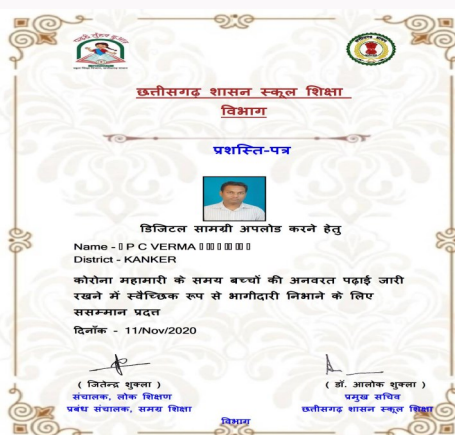 छत्तीसगढ़ शासन स्कूल शिक्षा
विभाग
प्रशस्ति-पत्र
डिजिटल सामग्री अपलोड करने हेतु
Name - P C VERMA
District - KANKER
कोरोना महामारी के समय बच्चों की अनवरत पढ़ाई जारी
रखने में स्वैच्छिक रूप से भागीदारी निभाने के लिए
ससम्मान प्रदत्त
दिनाँक - 11/Nov/2020
( जितेन्द्र शुक्ला )
संचालक, लोक शिक्षण
प्रबंध संचालक, समग्र शिक्षा
( डॉ. आलोक शुक्ला )
प्रमुख सचिव
छत्तीसगढ़ शासन स्कूल शिक्षा
विभाग